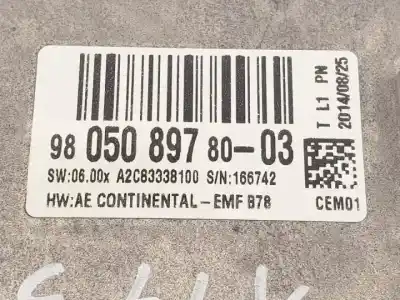 98 050 897 80-03
SW:06.00x A2C83338100 S/N:166742
HW:AE CONTINENTAL-EMF B78
CEM01
T L1 PN
2014/08/25